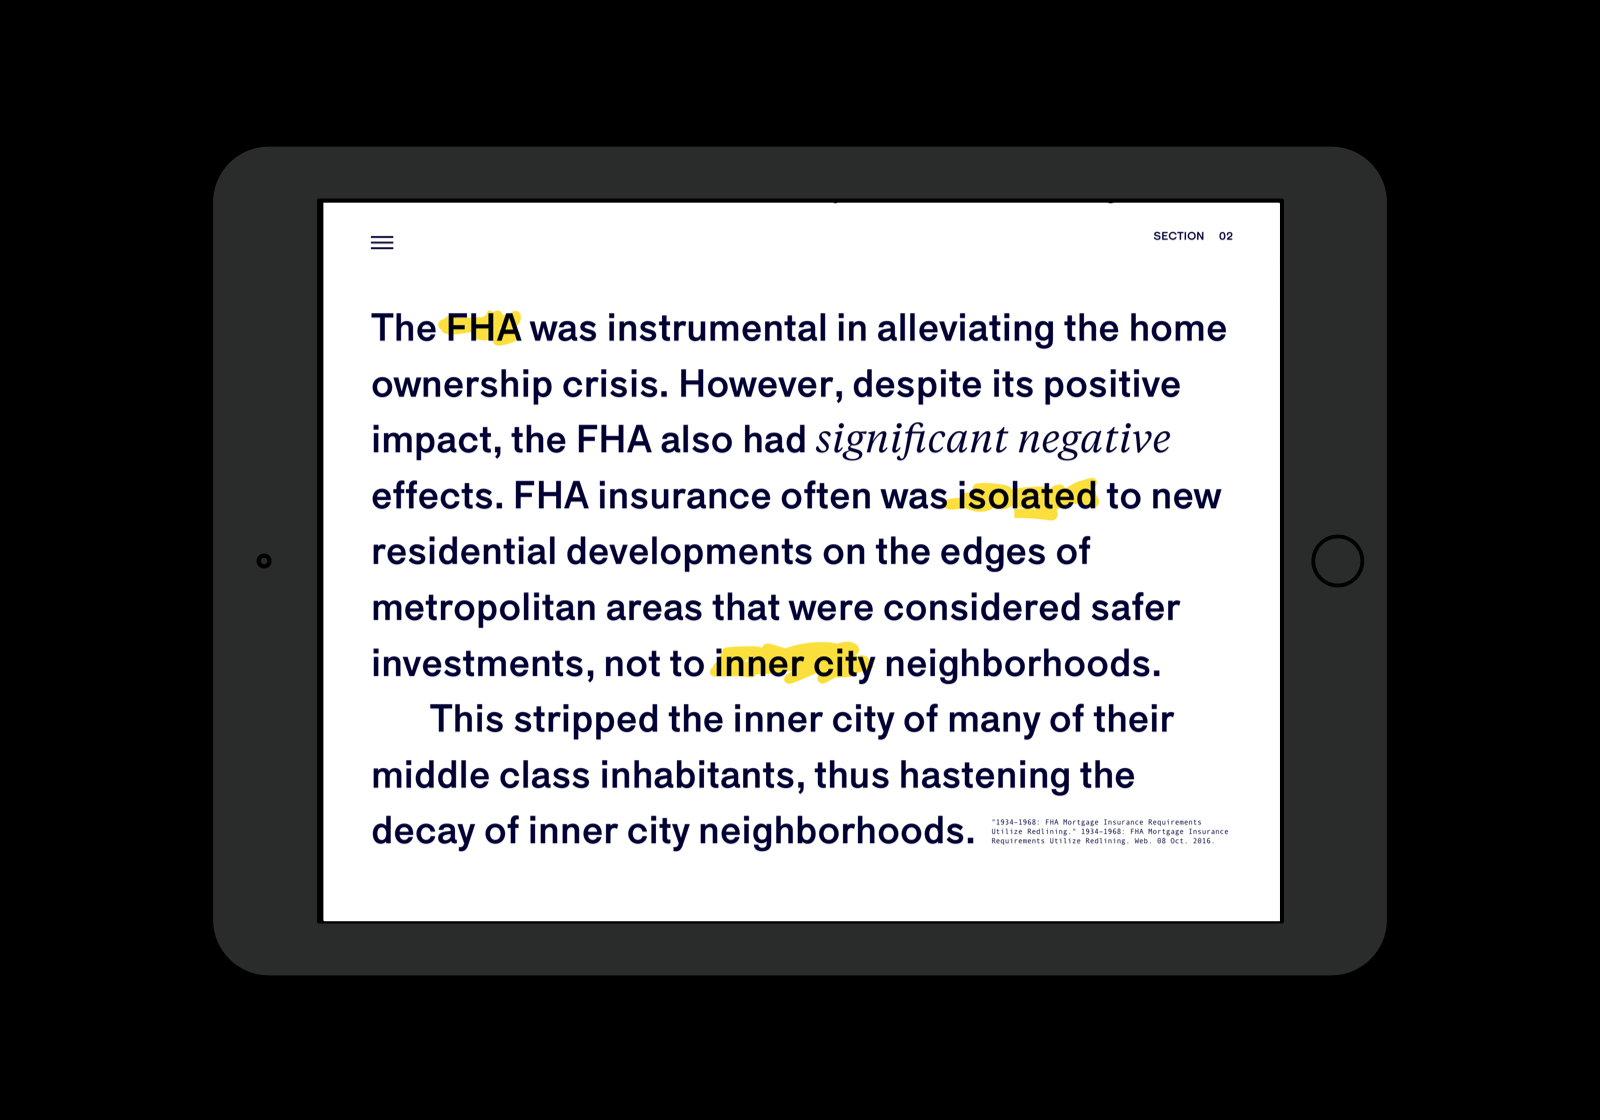 SECTION 02
The FHA was instrumental in alleviating the home
ownership crisis. However, despite its positive
impact, the FHA also had significant negative
effects. FHA insurance often was isolated to new
residential developments on the edges of
metropolitan areas that were considered safer
investments, not to inner city neighborhoods.
This stripped the inner city of many of their
middle class inhabitants, thus hastening the
decay of inner city neighborhoods.
"1934–1968: FHA Mortgage Insurance Requirements
Utilize Redlining." 1934–1968: FHA Mortgage Insurance
Requirements Utilize Redlining. Web. 08 Oct. 2016.